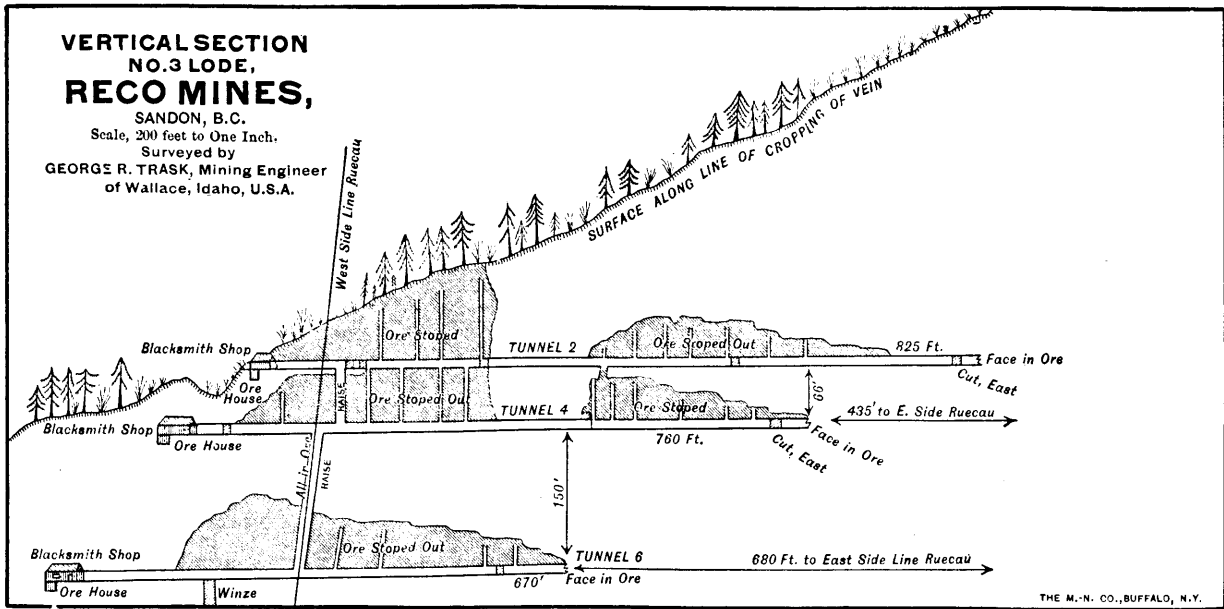 VERTICAL SECTION
NO.3 LODE,
RECO MINES,
SANDON, B.C.
Scale, 200 feet to One Inch.
Surveyed by
GEORGE R. TRASK, Mining Engineer
of Wallace, Idaho, U.S.A.
West Side Line Ruecau
SURFACE ALONG LINE OF CROPPING OF VEIN
Blacksmith Shop
Ore House
Ore Stoped
TUNNEL 2
Ore Stoped Out
825 Ft.
Face in Ore
Cut, East
66'
RAISE
Ore Stoped Out
TUNNEL 4
Ore Stoped
435' to E. Side Ruecau
Blacksmith Shop
Ore House
760 Ft.
Cut, East
Face in Ore
All in Ore
RAISE
150'
Ore Stoped Out
TUNNEL 6
680 Ft. to East Side Line Ruecau
Blacksmith Shop
Ore House
Winze
670'
Face in Ore
THE M.-N. CO., BUFFALO, N.Y.